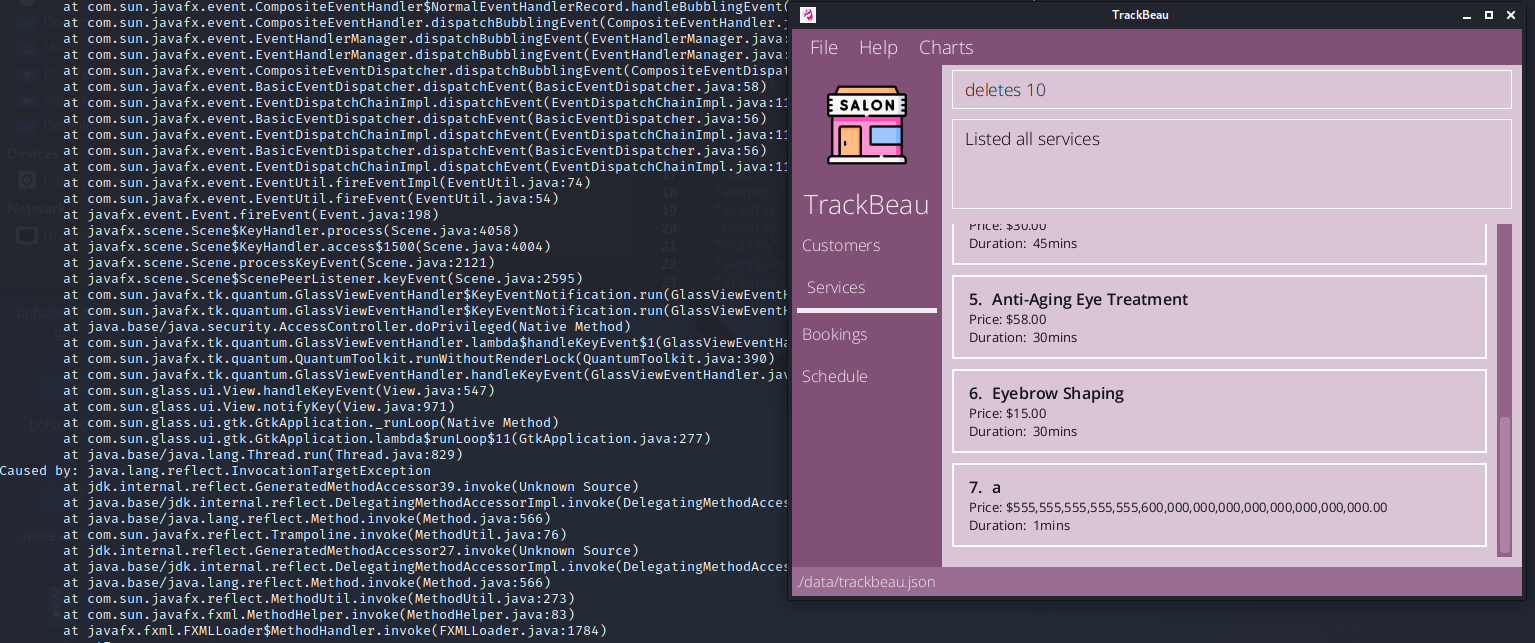 at com.sun.javafx.event.CompositeEventHandler$NormalEventHandlerRecord.handleBubblingEvent(
at com.sun.javafx.event.CompositeEventHandler.dispatchBubblingEvent(CompositeEventHandler.
at com.sun.javafx.event.EventHandlerManager.dispatchBubblingEvent(EventHandlerManager.java:
at com.sun.javafx.event.EventHandlerManager.dispatchBubblingEvent(EventHandlerManager.java:
at com.sun.javafx.event.CompositeEventDispatcher.dispatchBubblingEvent(CompositeEventDispat
at com.sun.javafx.event.BasicEventDispatcher.dispatchEvent(BasicEventDispatcher.java:58)
at com.sun.javafx.event.EventDispatchChainImpl.dispatchEvent(EventDispatchChainImpl.java:11
at com.sun.javafx.event.BasicEventDispatcher.dispatchEvent(BasicEventDispatcher.java:56)
at com.sun.javafx.event.EventDispatchChainImpl.dispatchEvent(EventDispatchChainImpl.java:11
at com.sun.javafx.event.BasicEventDispatcher.dispatchEvent(BasicEventDispatcher.java:56)
at com.sun.javafx.event.EventDispatchChainImpl.dispatchEvent(EventDispatchChainImpl.java:11
at com.sun.javafx.event.EventUtil.fireEventImpl(EventUtil.java:74)
at com.sun.javafx.event.EventUtil.fireEvent(EventUtil.java:54)
at javafx.event.Event.fireEvent(Event.java:198)
at javafx.scene.Scene$KeyHandler.process(Scene.java:4058)
at javafx.scene.Scene$KeyHandler.access$1500(Scene.java:4004)
at javafx.scene.Scene.processKeyEvent(Scene.java:2121)
at javafx.scene.Scene$ScenePeerListener.keyEvent(Scene.java:2595)
at com.sun.javafx.tk.quantum.GlassViewEventHandler$KeyEventNotification.run(GlassViewEventH
at com.sun.javafx.tk.quantum.GlassViewEventHandler$KeyEventNotification.run(GlassViewEventH
at java.base/java.security.AccessController.doPrivileged(Native Method)
at com.sun.javafx.tk.quantum.GlassViewEventHandler.lambda$handleKeyEvent$1(GlassViewEventHa
at com.sun.javafx.tk.quantum.QuantumToolkit.runWithoutRenderLock(QuantumToolkit.java:390)
at com.sun.javafx.tk.quantum.GlassViewEventHandler.handleKeyEvent(GlassViewEventHandler.jav
at com.sun.glass.ui.View.handleKeyEvent(View.java:547)
at com.sun.glass.ui.View.notifyKey(View.java:971)
at com.sun.glass.ui.gtk.GtkApplication._runLoop(Native Method)
at com.sun.glass.ui.gtk.GtkApplication.lambda$runLoop$11(GtkApplication.java:277)
at java.base/java.lang.Thread.run(Thread.java:829)
Caused by: java.lang.reflect.InvocationTargetException
at jdk.internal.reflect.GeneratedMethodAccessor39.invoke(Unknown Source)
at java.base/jdk.internal.reflect.DelegatingMethodAccessorImpl.invoke(DelegatingMethodAcces
at java.base/java.lang.reflect.Method.invoke(Method.java:566)
at com.sun.javafx.reflect.Trampoline.invoke(MethodUtil.java:76)
at jdk.internal.reflect.GeneratedMethodAccessor27.invoke(Unknown Source)
at java.base/jdk.internal.reflect.DelegatingMethodAccessorImpl.invoke(DelegatingMethodAcces
at java.base/java.lang.reflect.Method.invoke(Method.java:566)
at com.sun.javafx.reflect.MethodUtil.invoke(MethodUtil.java:273)
at com.sun.javafx.fxml.MethodHelper.invoke(MethodHelper.java:83)
at javafx.fxml.FXMLLoader$MethodHandler.invoke(FXMLLoader.java:1784)
TrackBeau
File Help Charts
SALON
TrackBeau
Customers
Services
Bookings
Schedule
deletes 10
Listed all services
Price: $30.00
Duration: 45mins
5. Anti-Aging Eye Treatment
Price: $58.00
Duration: 30mins
6. Eyebrow Shaping
Price: $15.00
Duration: 30mins
7. a
Price: $555,555,555,555,555,600,000,000,000,000,000,000,000,000.00
Duration: 1mins
./data/trackbeau.json